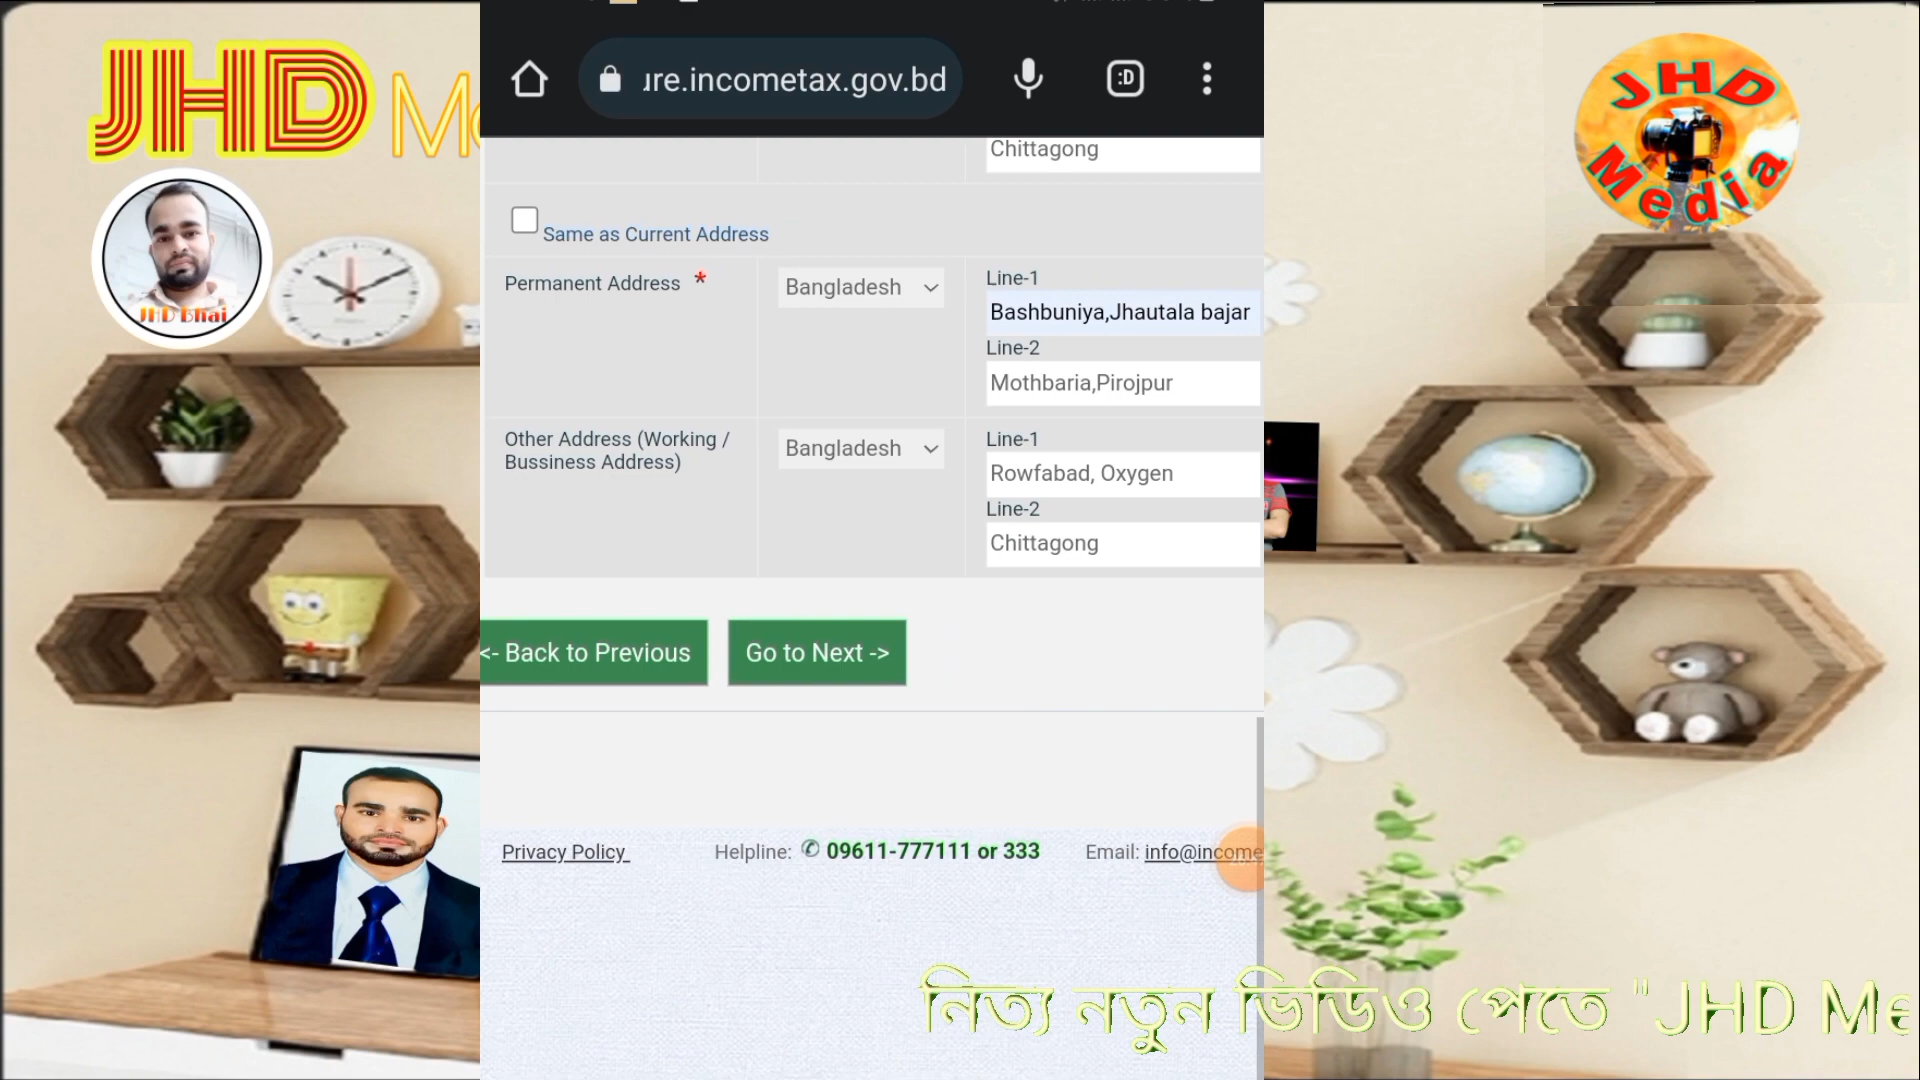 JHD Me
JHD Bhai
JHD
Media
ure.incometax.gov.bd
:D
Chittagong
Same as Current Address
Permanent Address *
Bangladesh
Line-1
Bashbuniya,Jhautala bajar
Line-2
Mothbaria,Pirojpur
Other Address (Working /
Bussiness Address)
Bangladesh
Line-1
Rowfabad, Oxygen
Line-2
Chittagong
<- Back to Previous
Go to Next ->
Privacy Policy
Helpline: ✆ 09611-777111 or 333
Email: info@income
নিত্য নতুন ভিডিও পেতে "JHD Me